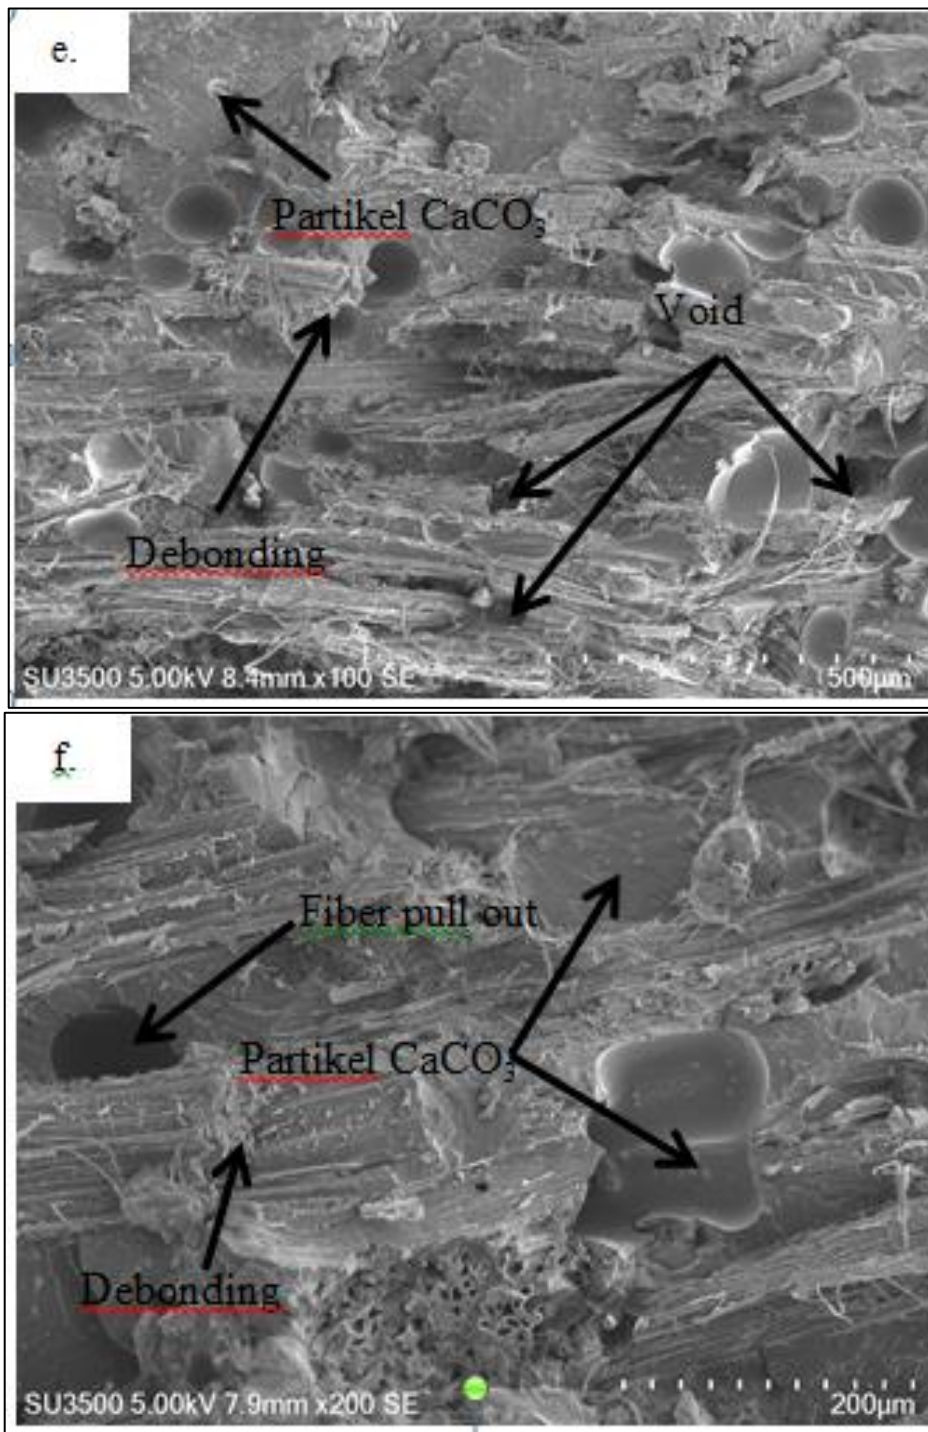 e.
Partikel CaCO₃
Void
Debonding
SU3500 5.00kV 8.4mm x100 SE 500µm
f.
Fiber pull out
Partikel CaCO₃
Debonding
SU3500 5.00kV 7.9mm x200 SE 200µm